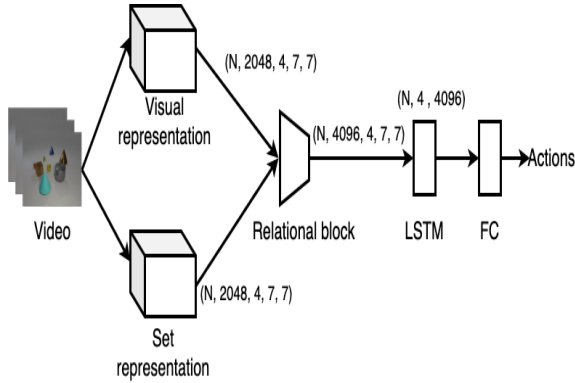 (N, 2048, 4, 7, 7)
Visual
representation
(N, 4 , 4096)
(N, 4096, 4, 7, 7)
Actions
Video
Relational block
LSTM
FC
(N, 2048, 4, 7, 7)
Set
representation